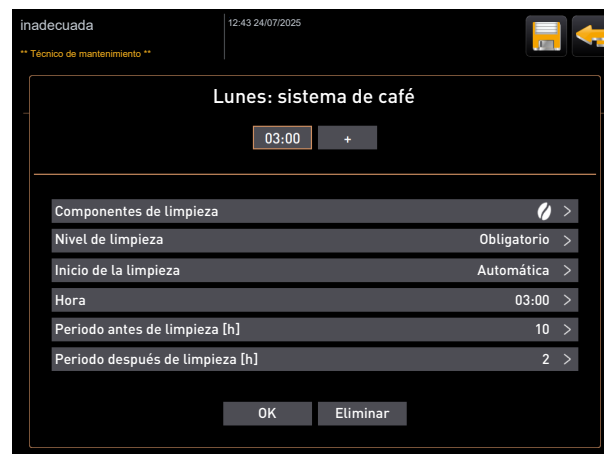 inadecuada
12:43 24/07/2025
** Técnico de mantenimiento **
Lunes: sistema de café
03:00 +
Componentes de limpieza >
Nivel de limpieza Obligatorio >
Inicio de la limpieza Automática >
Hora 03:00 >
Periodo antes de limpieza [h] 10 >
Periodo después de limpieza [h] 2 >
OK Eliminar